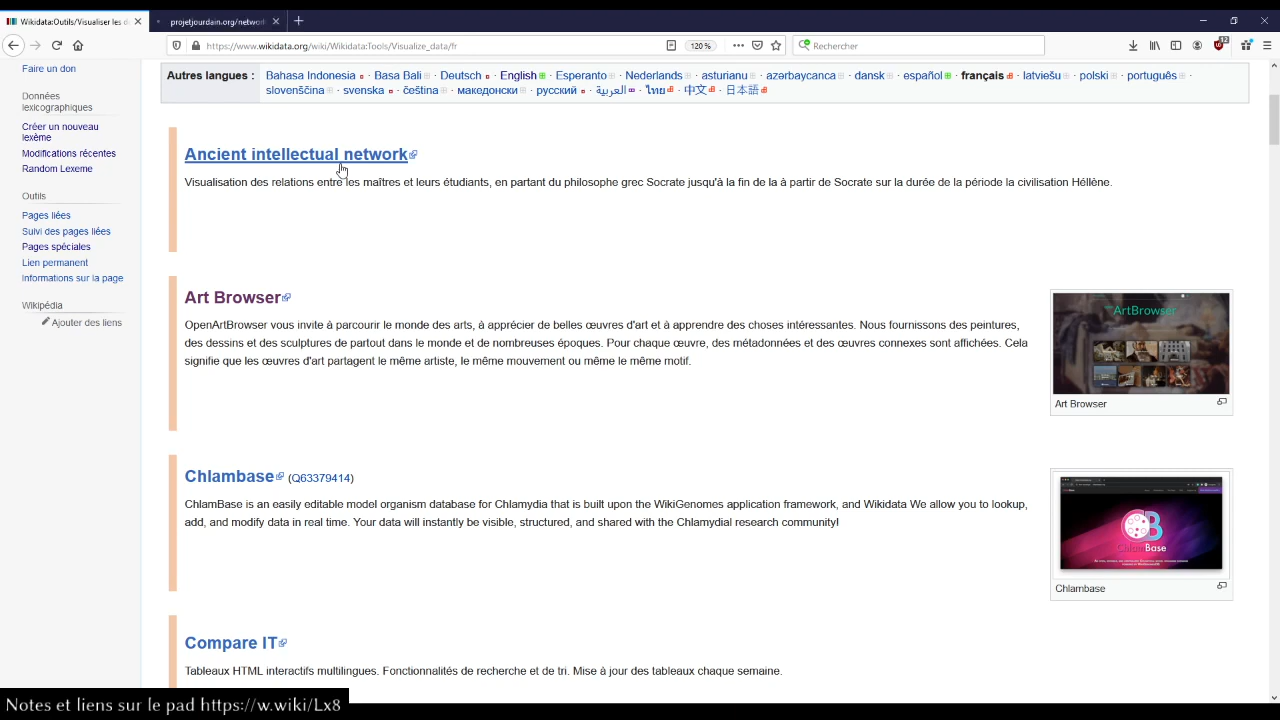 Wikidata:Outils/Visualiser les d
projetjourdain.org/network
https://www.wikidata.org/wiki/Wikidata:Tools/Visualize_data/fr
120 %
Rechercher
12
Faire un don
Données
lexicographiques
Créer un nouveau
lexème
Modifications récentes
Random Lexeme
Outils
Pages liées
Suivi des pages liées
Pages spéciales
Lien permanent
Informations sur la page
Wikipédia
Ajouter des liens
Autres langues : Bahasa Indonesia · Basa Bali · Deutsch · English · Esperanto · Nederlands · asturianu · azərbaycanca · dansk · español · français · latviešu · polski · português ·
slovenščina · svenska · čeština · македонски · русский · العربية · ไทย · 中文 · 日本語
Ancient intellectual network
Visualisation des relations entre les maîtres et leurs étudiants, en partant du philosophe grec Socrate jusqu'à la fin de la à partir de Socrate sur la durée de la période la civilisation Héllène.
Art Browser
OpenArtBrowser vous invite à parcourir le monde des arts, à apprécier de belles œuvres d'art et à apprendre des choses intéressantes. Nous fournissons des peintures,
des dessins et des sculptures de partout dans le monde et de nombreuses époques. Pour chaque œuvre, des métadonnées et des œuvres connexes sont affichées. Cela
signifie que les œuvres d'art partagent le même artiste, le même mouvement ou même le même motif.
ArtBrowser
Art Browser
Chlambase (Q63379414)
ChlamBase is an easily editable model organism database for Chlamydia that is built upon the WikiGenomes application framework, and Wikidata We allow you to lookup,
add, and modify data in real time. Your data will instantly be visible, structured, and shared with the Chlamydial research community!
ChlamBase
Chlambase
Compare IT
Tableaux HTML interactifs multilingues. Fonctionnalités de recherche et de tri. Mise à jour des tableaux chaque semaine.
Notes et liens sur le pad https://w.wiki/Lx8